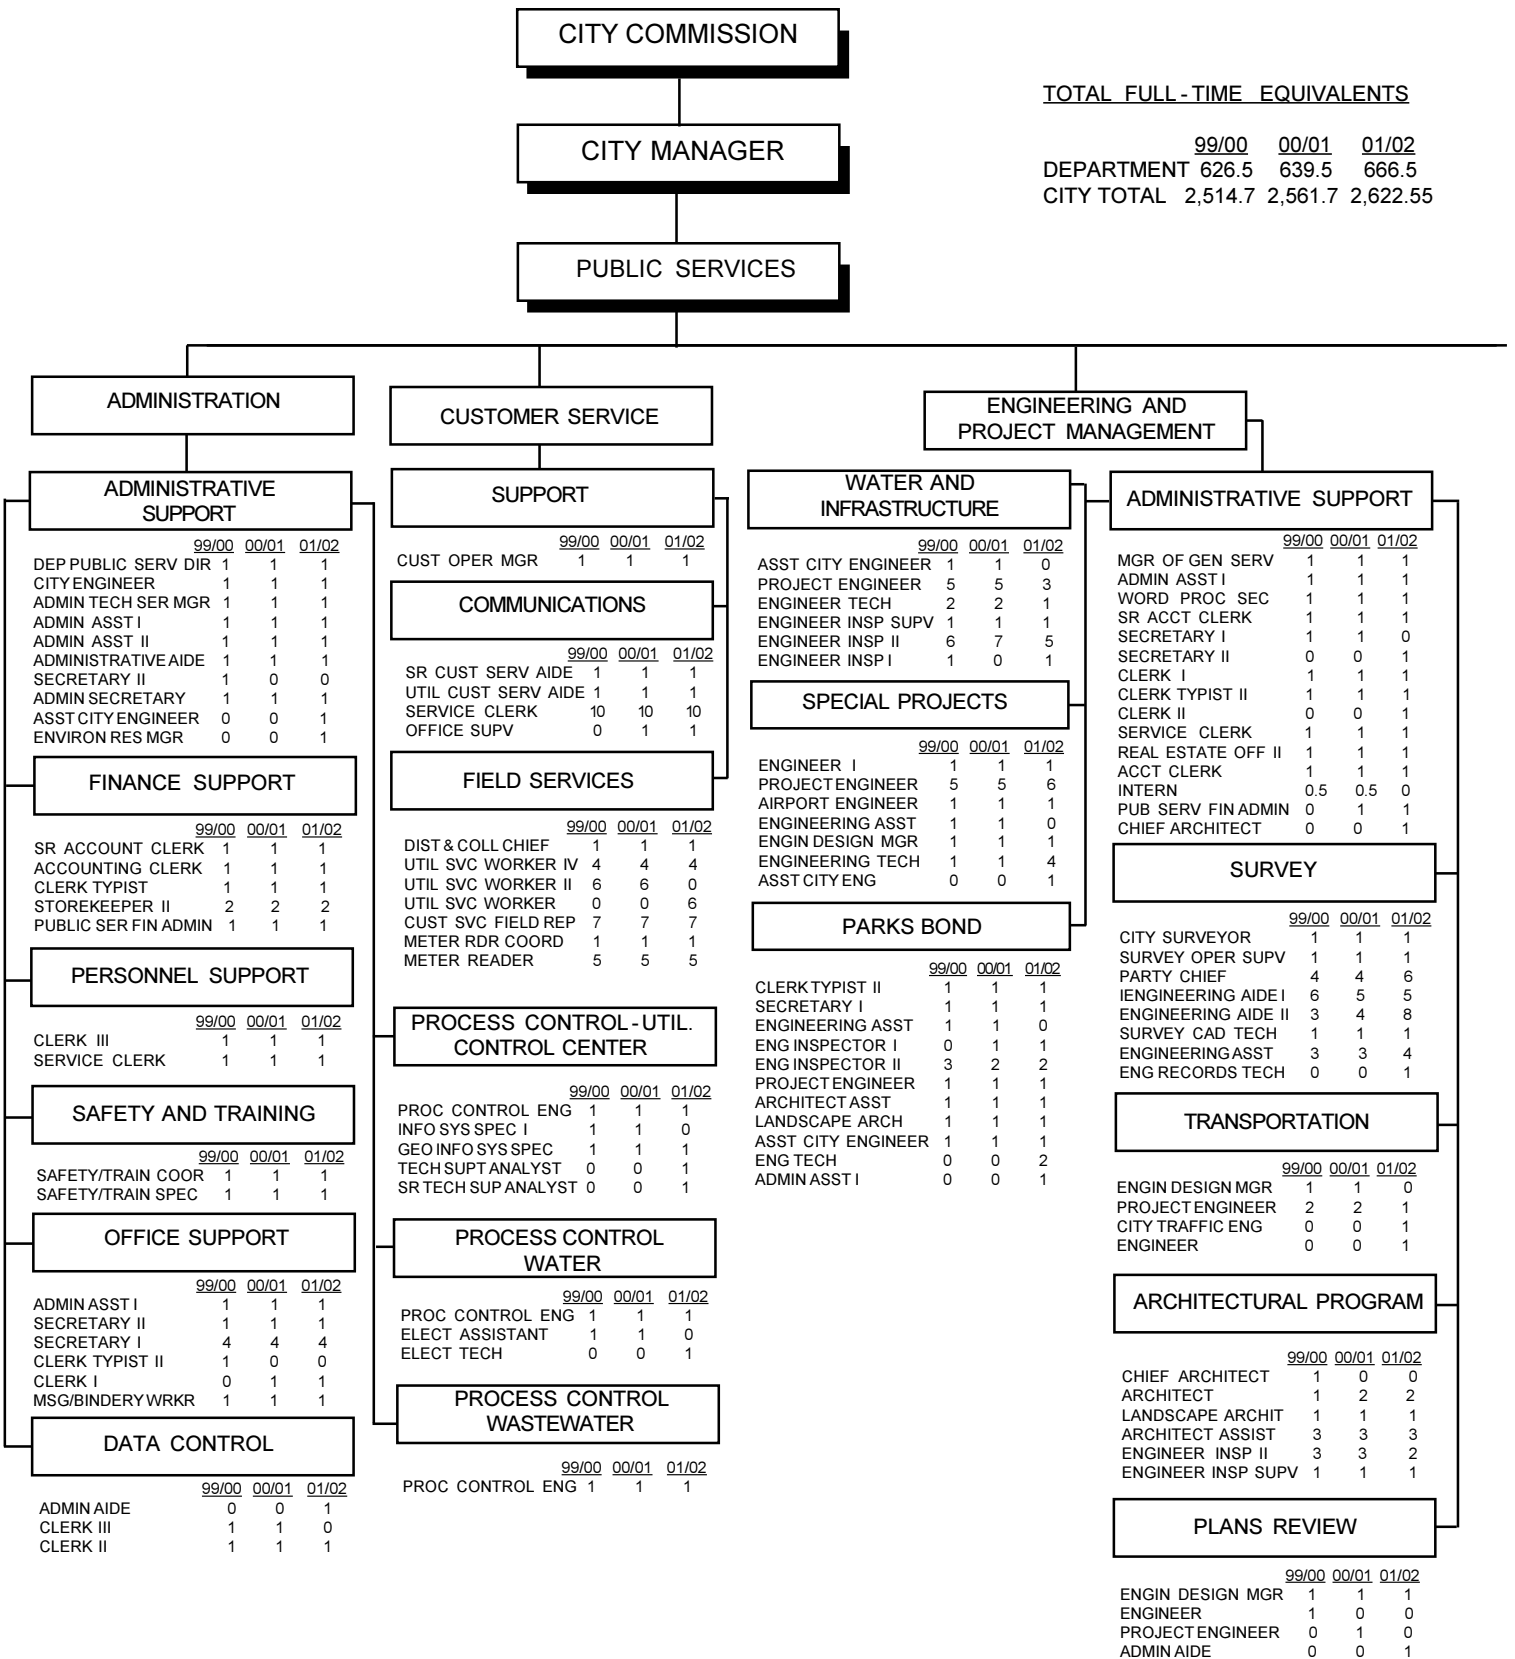 CITY COMMISSION
CITY MANAGER
PUBLIC SERVICES
TOTAL FULL-TIME EQUIVALENTS
99/00 00/01 01/02
DEPARTMENT 626.5 639.5 666.5
CITY TOTAL 2,514.7 2,561.7 2,622.55
ADMINISTRATION
ADMINISTRATIVE
SUPPORT
99/00 00/01 01/02
DEP PUBLIC SERV DIR 1 1 1
CITY ENGINEER 1 1 1
ADMIN TECH SER MGR 1 1 1
ADMIN ASST I 1 1 1
ADMIN ASST II 1 1 1
ADMINISTRATIVE AIDE 1 1 1
SECRETARY II 1 0 0
ADMIN SECRETARY 1 1 1
ASST CITY ENGINEER 0 0 1
ENVIRON RES MGR 0 0 1
FINANCE SUPPORT
99/00 00/01 01/02
SR ACCOUNT CLERK 1 1 1
ACCOUNTING CLERK 1 1 1
CLERK TYPIST 1 1 1
STOREKEEPER II 2 2 2
PUBLIC SER FIN ADMIN 1 1 1
PERSONNEL SUPPORT
99/00 00/01 01/02
CLERK III 1 1 1
SERVICE CLERK 1 1 1
SAFETY AND TRAINING
99/00 00/01 01/02
SAFETY/TRAIN COOR 1 1 1
SAFETY/TRAIN SPEC 1 1 1
OFFICE SUPPORT
99/00 00/01 01/02
ADMIN ASST I 1 1 1
SECRETARY II 1 1 1
SECRETARY I 4 4 4
CLERK TYPIST II 1 0 0
CLERK I 0 1 1
MSG/BINDERY WRKR 1 1 1
DATA CONTROL
99/00 00/01 01/02
ADMIN AIDE 0 0 1
CLERK III 1 1 0
CLERK II 1 1 1
CUSTOMER SERVICE
SUPPORT
99/00 00/01 01/02
CUST OPER MGR 1 1 1
COMMUNICATIONS
99/00 00/01 01/02
SR CUST SERV AIDE 1 1 1
UTIL CUST SERV AIDE 1 1 1
SERVICE CLERK 10 10 10
OFFICE SUPV 0 1 1
FIELD SERVICES
99/00 00/01 01/02
DIST & COLL CHIEF 1 1 1
UTIL SVC WORKER IV 4 4 4
UTIL SVC WORKER II 6 6 0
UTIL SVC WORKER 0 0 6
CUST SVC FIELD REP 7 7 7
METER RDR COORD 1 1 1
METER READER 5 5 5
PROCESS CONTROL-UTIL.
CONTROL CENTER
99/00 00/01 01/02
PROC CONTROL ENG 1 1 1
INFO SYS SPEC I 1 1 0
GEO INFO SYS SPEC 1 1 1
TECH SUPT ANALYST 0 0 1
SR TECH SUP ANALYST 0 0 1
PROCESS CONTROL
WATER
99/00 00/01 01/02
PROC CONTROL ENG 1 1 1
ELECT ASSISTANT 1 1 0
ELECT TECH 0 0 1
PROCESS CONTROL
WASTEWATER
99/00 00/01 01/02
PROC CONTROL ENG 1 1 1
ENGINEERING AND
PROJECT MANAGEMENT
WATER AND
INFRASTRUCTURE
99/00 00/01 01/02
ASST CITY ENGINEER 1 1 0
PROJECT ENGINEER 5 5 3
ENGINEER TECH 2 2 1
ENGINEER INSP SUPV 1 1 1
ENGINEER INSP II 6 7 5
ENGINEER INSP I 1 0 1
SPECIAL PROJECTS
99/00 00/01 01/02
ENGINEER I 1 1 1
PROJECT ENGINEER 5 5 6
AIRPORT ENGINEER 1 1 1
ENGINEERING ASST 1 1 0
ENGIN DESIGN MGR 1 1 1
ENGINEERING TECH 1 1 4
ASST CITY ENG 0 0 1
PARKS BOND
99/00 00/01 01/02
CLERK TYPIST II 1 1 1
SECRETARY I 1 1 1
ENGINEERING ASST 1 1 0
ENG INSPECTOR I 0 1 1
ENG INSPECTOR II 3 2 2
PROJECT ENGINEER 1 1 1
ARCHITECT ASST 1 1 1
LANDSCAPE ARCH 1 1 1
ASST CITY ENGINEER 1 1 1
ENG TECH 0 0 2
ADMIN ASST I 0 0 1
ADMINISTRATIVE SUPPORT
99/00 00/01 01/02
MGR OF GEN SERV 1 1 1
ADMIN ASST I 1 1 1
WORD PROC SEC 1 1 1
SR ACCT CLERK 1 1 1
SECRETARY I 1 1 0
SECRETARY II 0 0 1
CLERK I 1 1 1
CLERK TYPIST II 1 1 1
CLERK II 0 0 1
SERVICE CLERK 1 1 1
REAL ESTATE OFF II 1 1 1
ACCT CLERK 1 1 1
INTERN 0.5 0.5 0
PUB SERV FIN ADMIN 0 1 1
CHIEF ARCHITECT 0 0 1
SURVEY
99/00 00/01 01/02
CITY SURVEYOR 1 1 1
SURVEY OPER SUPV 1 1 1
PARTY CHIEF 4 4 6
IENGINEERING AIDE I 6 5 5
ENGINEERING AIDE II 3 4 8
SURVEY CAD TECH 1 1 1
ENGINEERING ASST 3 3 4
ENG RECORDS TECH 0 0 1
TRANSPORTATION
99/00 00/01 01/02
ENGIN DESIGN MGR 1 1 0
PROJECT ENGINEER 2 2 1
CITY TRAFFIC ENG 0 0 1
ENGINEER 0 0 1
ARCHITECTURAL PROGRAM
99/00 00/01 01/02
CHIEF ARCHITECT 1 0 0
ARCHITECT 1 2 2
LANDSCAPE ARCHIT 1 1 1
ARCHITECT ASSIST 3 3 3
ENGINEER INSP II 3 3 2
ENGINEER INSP SUPV 1 1 1
PLANS REVIEW
99/00 00/01 01/02
ENGIN DESIGN MGR 1 1 1
ENGINEER 1 0 0
PROJECT ENGINEER 0 1 0
ADMIN AIDE 0 0 1